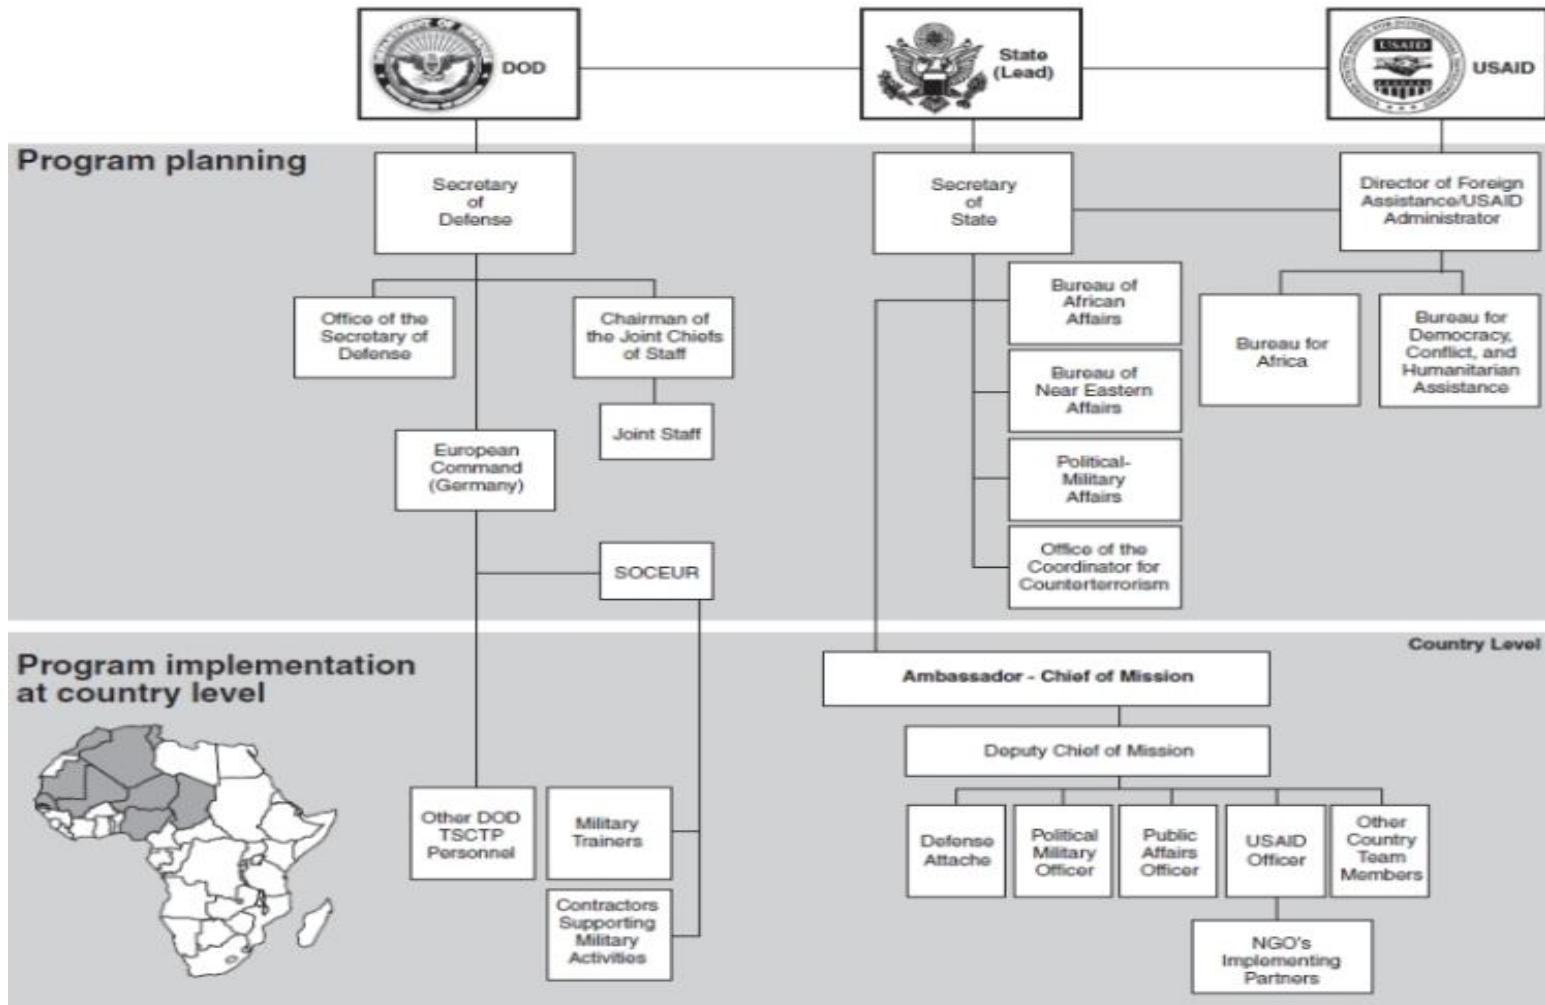 DOD
State
(Lead)
USAID
USAID
Program planning
Secretary
of
Defense
Secretary
of
State
Director of Foreign
Assistance/USAID
Administrator
Office of the
Secretary of
Defense
Chairman of
the Joint Chiefs
of Staff
Joint Staff
European
Command
(Germany)
SOCEUR
Bureau of
African
Affairs
Bureau of
Near Eastern
Affairs
Political-
Military
Affairs
Office of the
Coordinator for
Counterterrorism
Bureau for
Africa
Bureau for
Democracy,
Conflict, and
Humanitarian
Assistance
Program implementation
at country level
Country Level
Other DOD
TSCTP
Personnel
Military
Trainers
Contractors
Supporting
Military
Activities
Ambassador - Chief of Mission
Deputy Chief of Mission
Defense
Attache
Political
Military
Officer
Public
Affairs
Officer
USAID
Officer
Other
Country
Team
Members
NGO's
Implementing
Partners